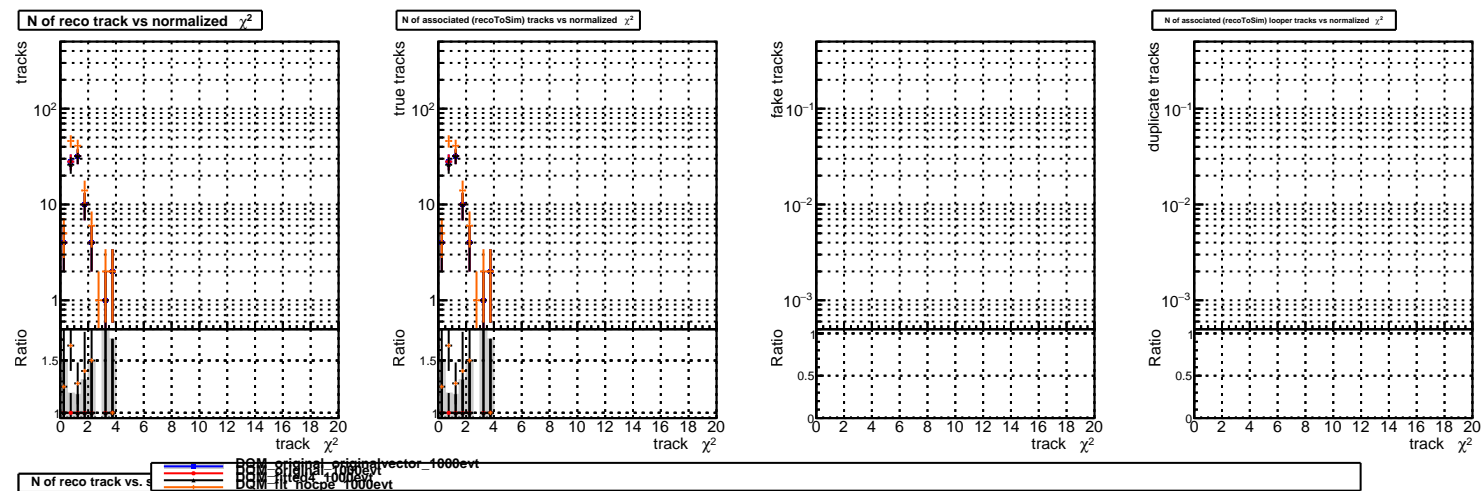 N of reco track vs normalized χ²
N of associated (recoToSim) tracks vs normalized χ²
N of associated (recoToSim) looper tracks vs normalized χ²
tracks
10²
10
1
Ratio
1.5
1
0 2 4 6 8 10 12 14 16 18 20
track χ²
true tracks
10²
10
1
Ratio
1.5
1
0 2 4 6 8 10 12 14 16 18 20
track χ²
fake tracks
10⁻¹
10⁻²
10⁻³
Ratio
1
0.5
0
0 2 4 6 8 10 12 14 16 18 20
track χ²
duplicate tracks
10⁻¹
10⁻²
10⁻³
Ratio
1
0.5
0
0 2 4 6 8 10 12 14 16 18 20
track χ²
DQM_original_originalvector_1000evt
DQM_original_1000evt
DQM_fitted4_1000evt
DQM_fit_nocpe_1000evt
N of reco track vs.